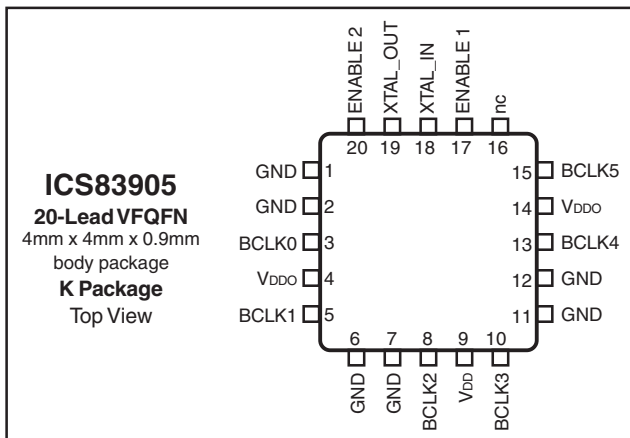 ENABLE 2
XTAL_OUT
XTAL_IN
ENABLE 1
nc
20 19 18 17 16
ICS83905
20-Lead VFQFN
4mm x 4mm x 0.9mm
body package
K Package
Top View
GND 1
GND 2
BCLK0 3
VDDO 4
BCLK1 5
15 BCLK5
14 VDDO
13 BCLK4
12 GND
11 GND
6 7 8 9 10
GND
GND
BCLK2
VDD
BCLK3